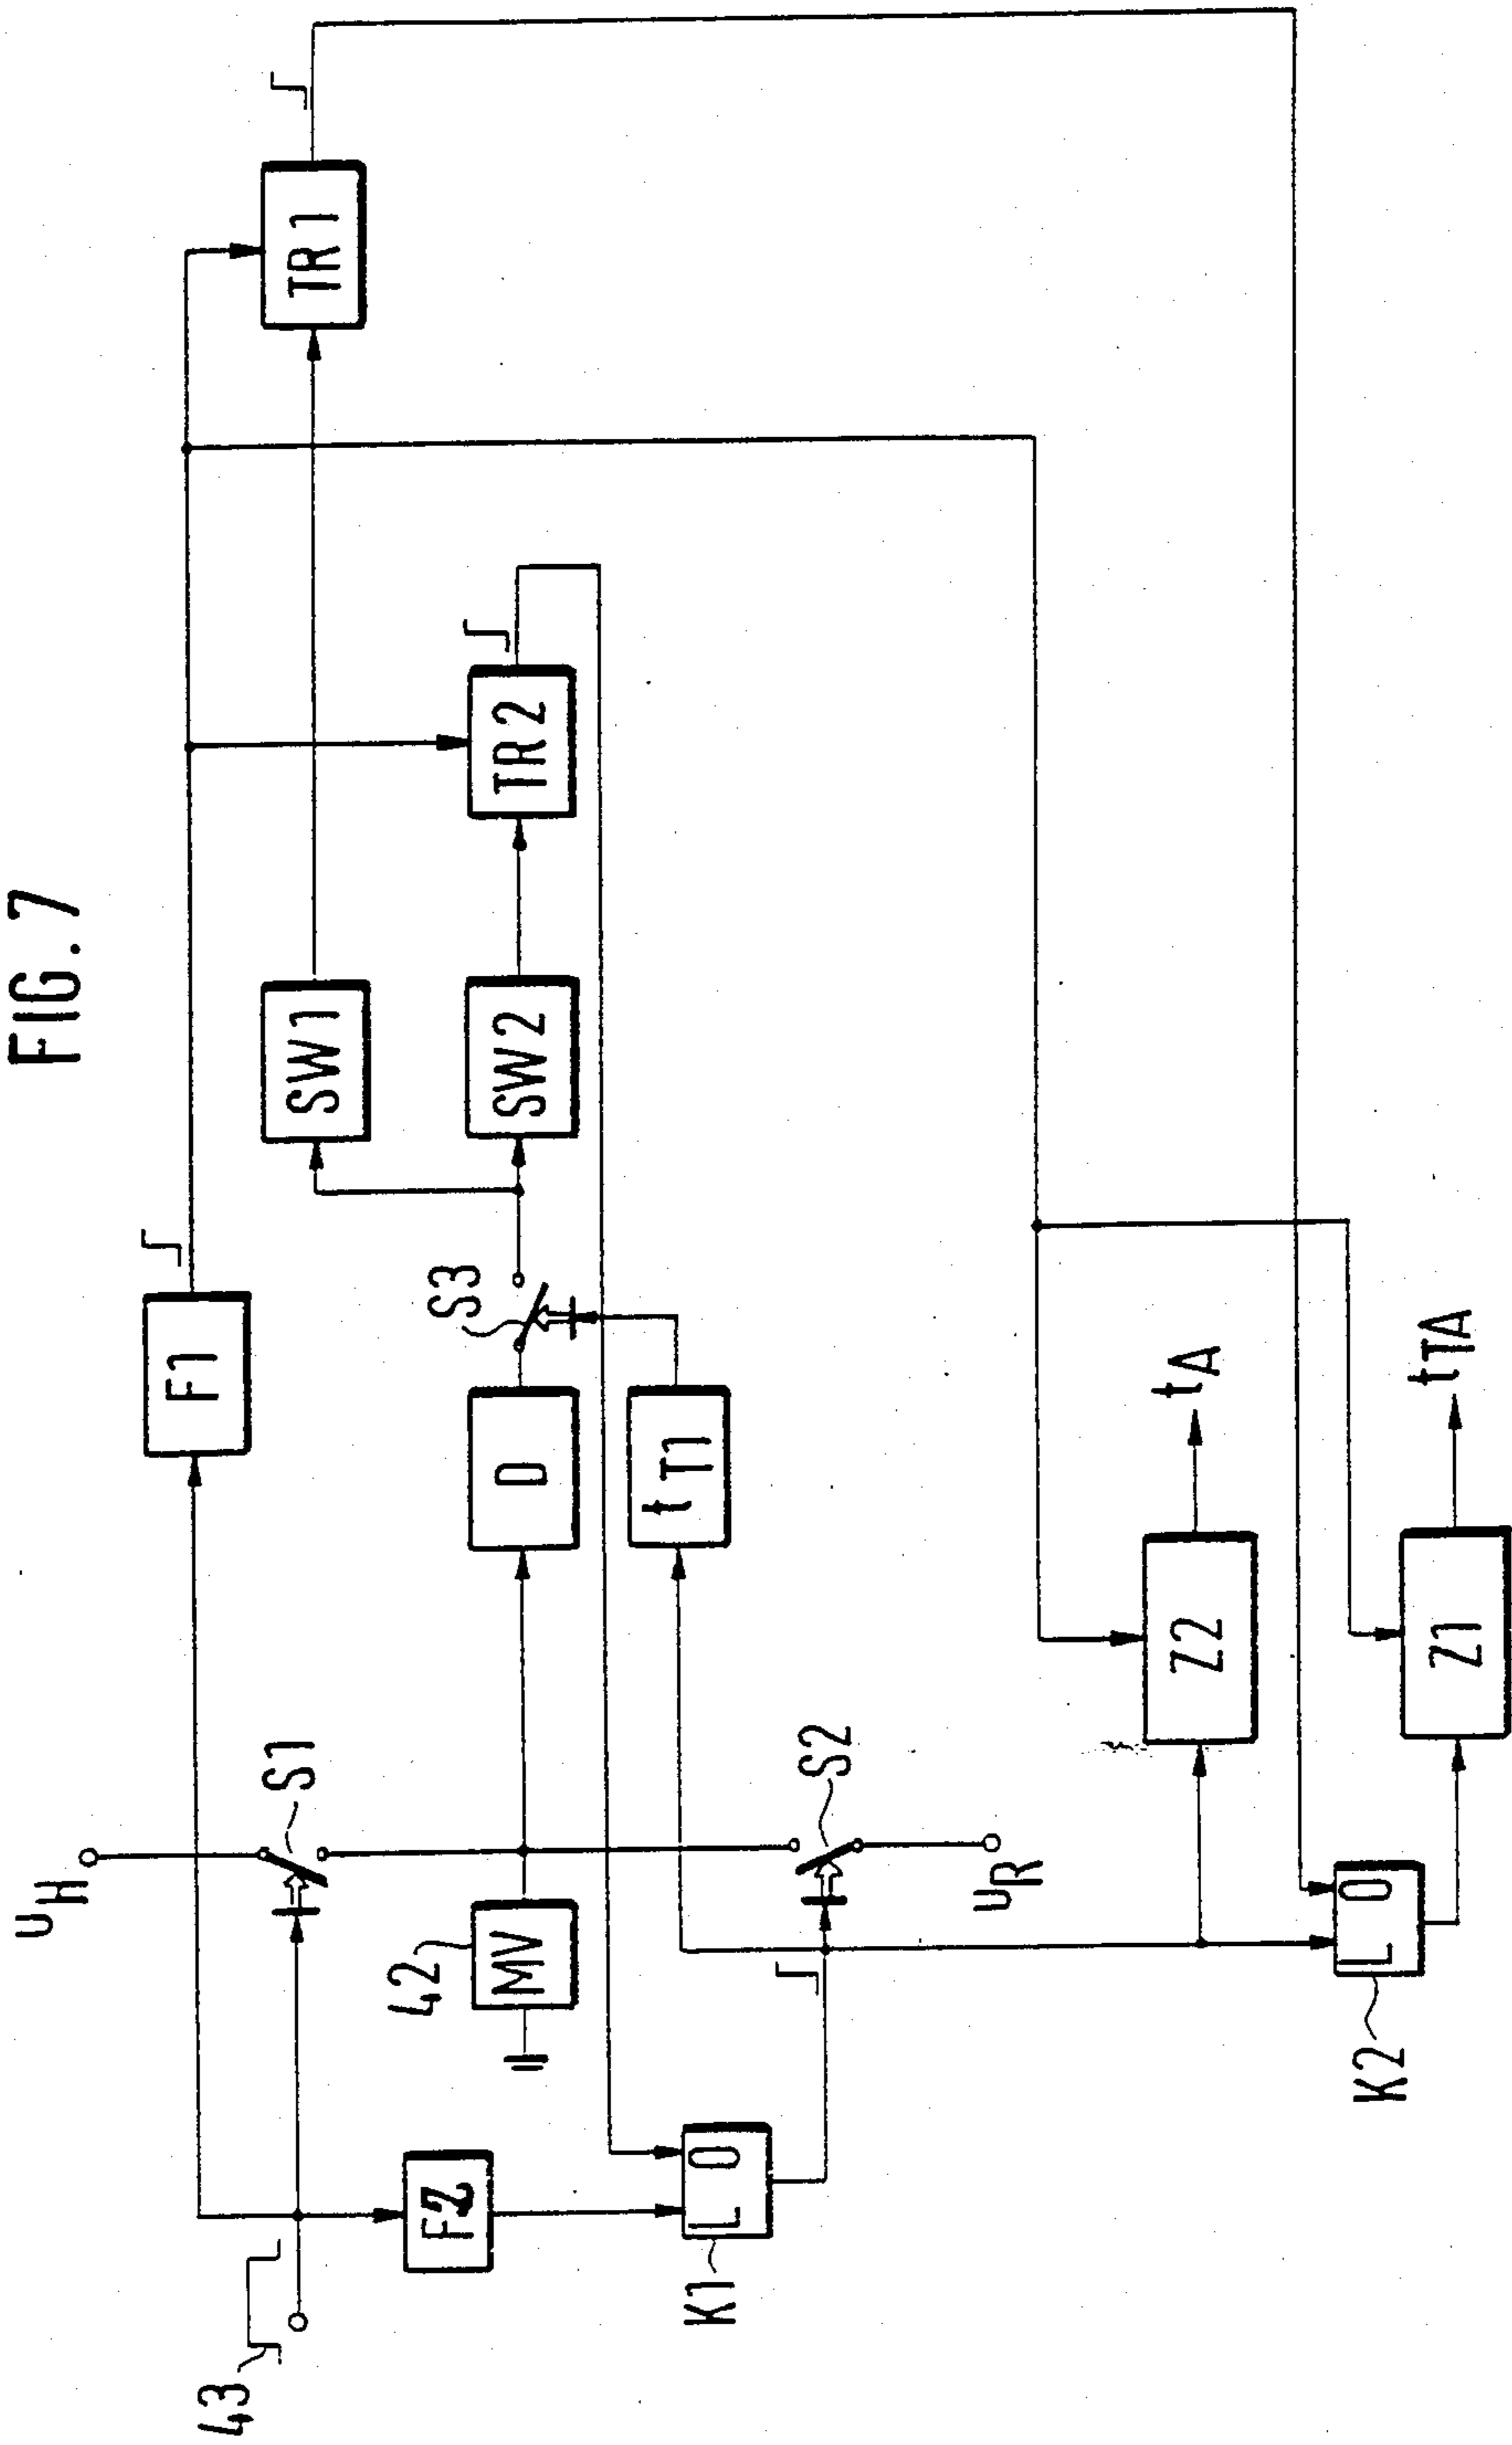 FIG. 7
43
uH
S1
F1
F2
42
MV
D
S3
SW1
TR1
SW2
TR2
tT1
K1
L O
S2
uR
Z2
tA
K2
L O
Z1
tTA